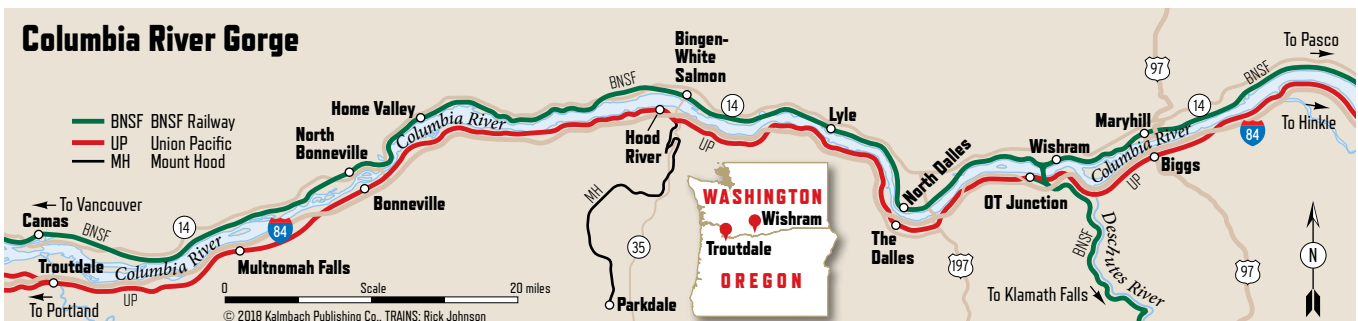 Columbia River Gorge
BNSF BNSF Railway
UP Union Pacific
MH Mount Hood
To Vancouver
Camas
BNSF
14
Columbia River
Troutdale
To Portland
UP
Multnomah Falls
84
North
Bonneville
Bonneville
Home Valley
Columbia River
BNSF
Bingen-
White
Salmon
14
Hood
River
UP
MH
35
Parkdale
Lyle
North Dalles
The
Dalles
197
Wishram
OT Junction
Maryhill
97
14
BNSF
Columbia River
Biggs
UP
84
To Pasco
To Hinkle
BNSF
Deschutes River
To Klamath Falls
97
N
WASHINGTON
Wishram
Troutdale
OREGON
0 Scale 20 miles
© 2018 Kalmbach Publishing Co., TRAINS: Rick Johnson